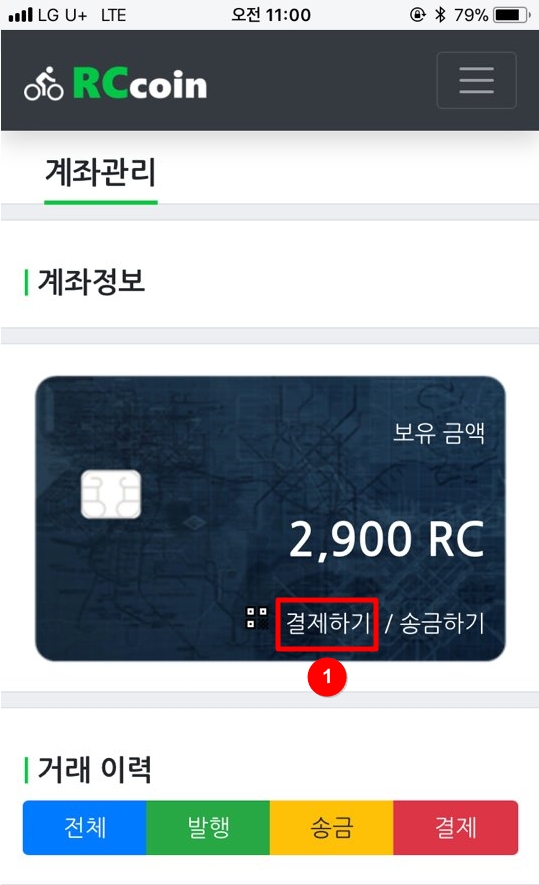 LG U+ LTE 오전 11:00 79%
RCcoin
계좌관리
계좌정보
보유 금액
2,900 RC
결제하기 / 송금하기
1
거래 이력
전체 발행 송금 결제